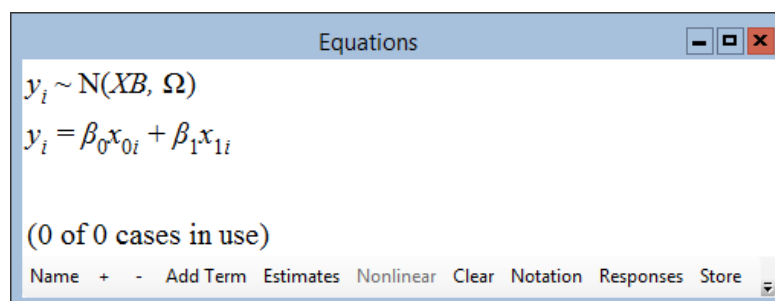 Equations
yᵢ ~ N(XB, Ω)
yᵢ = β₀x₀ᵢ + β₁x₁ᵢ
(0 of 0 cases in use)
Name + - Add Term Estimates Nonlinear Clear Notation Responses Store